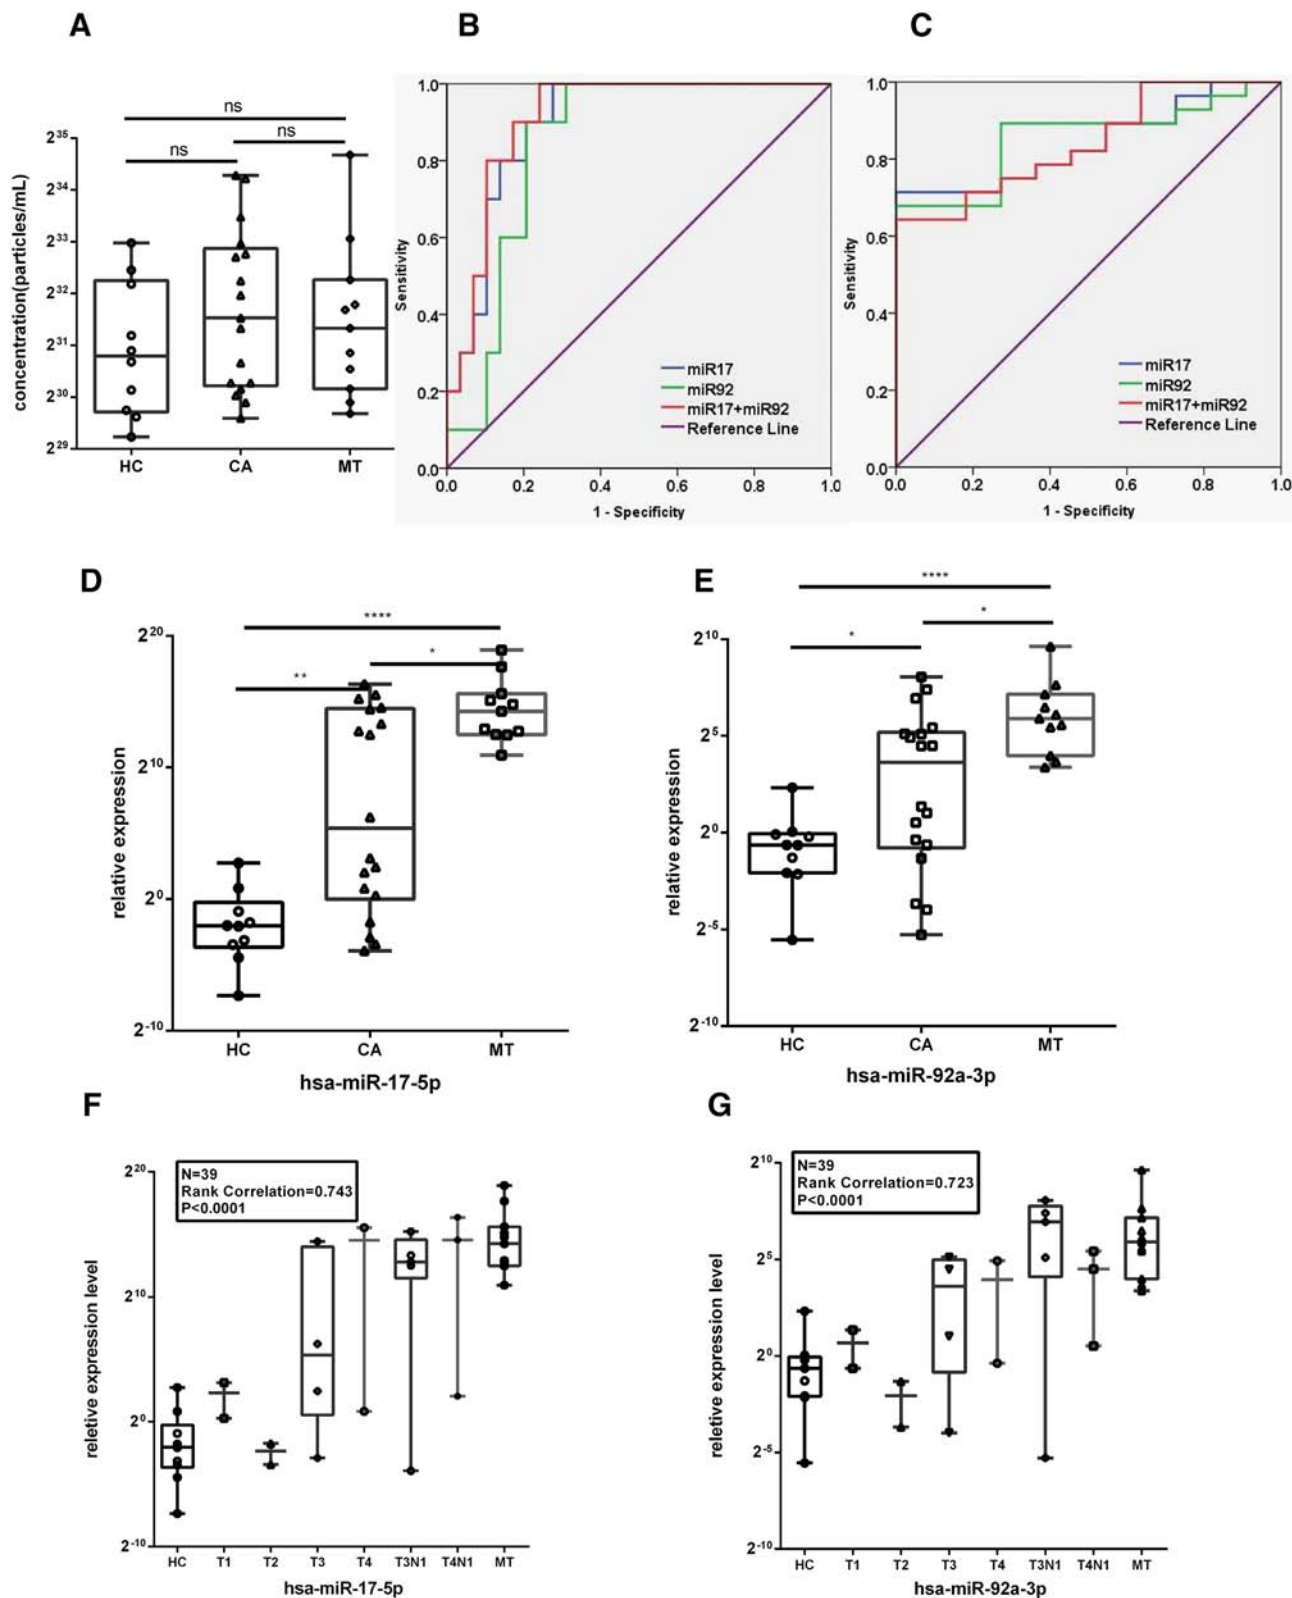 A
B
C
ns
ns
ns
concentration(particles/mL)
2^35
2^34
2^33
2^32
2^31
2^30
2^29
HC CA MT
Sensitivity
1.0
0.8
0.6
0.4
0.2
0.0
miR17
miR92
miR17+miR92
Reference Line
0.0 0.2 0.4 0.6 0.8 1.0
1 - Specificity
Sensitivity
1.0
0.8
0.6
0.4
0.2
0.0
miR17
miR92
miR17+miR92
Reference Line
0.0 0.2 0.4 0.6 0.8 1.0
1 - Specificity
D
****
*
**
relative expression
2^20
2^10
2^0
2^-10
HC CA MT
hsa-miR-17-5p
E
****
*
*
relative expression
2^10
2^5
2^0
2^-5
2^-10
HC CA MT
hsa-miR-92a-3p
F
N=39
Rank Correlation=0.743
P<0.0001
reletive expression level
2^20
2^10
2^0
2^-10
HC T1 T2 T3 T4 T3N1 T4N1 MT
hsa-miR-17-5p
G
N=39
Rank Correlation=0.723
P<0.0001
reletive expression level
2^10
2^5
2^0
2^-5
2^-10
HC T1 T2 T3 T4 T3N1 T4N1 MT
hsa-miR-92a-3p